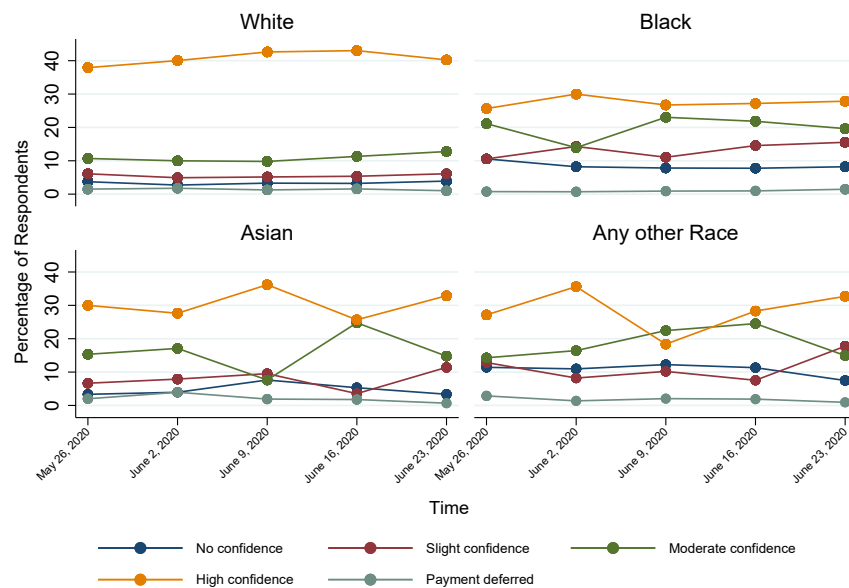 White
Black
40
30
20
10
0
Asian
Any other Race
40
30
20
10
0
Percentage of Respondents
May 26, 2020
June 2, 2020
June 9, 2020
June 16, 2020
June 23, 2020
May 26, 2020
June 2, 2020
June 9, 2020
June 16, 2020
June 23, 2020
Time
No confidence
Slight confidence
Moderate confidence
High confidence
Payment deferred